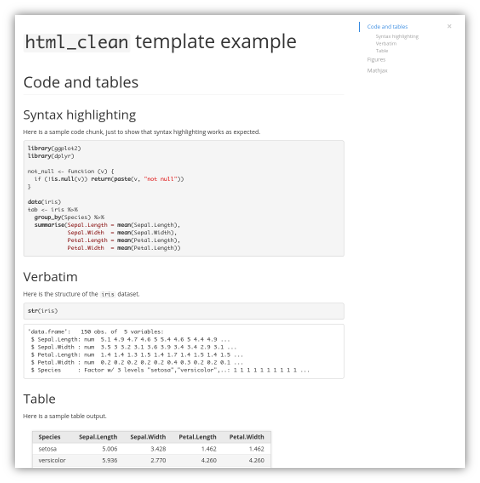 html_clean template example
Code and tables
Syntax highlighting
Verbatim
Table
Figures
Mathjax
×
Code and tables
Syntax highlighting
Here is a sample code chunk, just to show that syntax highlighting works as expected.
library(ggplot2)
library(dplyr)
not_null <- function (v) {
  if (!is.null(v)) return(paste(v, "not null"))
}
data(iris)
tab <- iris %>%
  group_by(Species) %>%
  summarise(Sepal.Length = mean(Sepal.Length),
            Sepal.Width  = mean(Sepal.Width),
            Petal.Length = mean(Petal.Length),
            Petal.Width  = mean(Petal.Length))
Verbatim
Here is the structure of the iris dataset.
str(iris)
'data.frame':   150 obs. of  5 variables:
 $ Sepal.Length: num  5.1 4.9 4.7 4.6 5 5.4 4.6 5 4.4 4.9 ...
 $ Sepal.Width : num  3.5 3 3.2 3.1 3.6 3.9 3.4 3.4 2.9 3.1 ...
 $ Petal.Length: num  1.4 1.4 1.3 1.5 1.4 1.7 1.4 1.5 1.4 1.5 ...
 $ Petal.Width : num  0.2 0.2 0.2 0.2 0.2 0.4 0.3 0.2 0.2 0.1 ...
 $ Species     : Factor w/ 3 levels "setosa","versicolor",..: 1 1 1 1 1 1 1 1 1 1 ...
Table
Here is a sample table output.
Species Sepal.Length Sepal.Width Petal.Length Petal.Width
setosa 5.006 3.428 1.462 1.462
versicolor 5.936 2.770 4.260 4.260